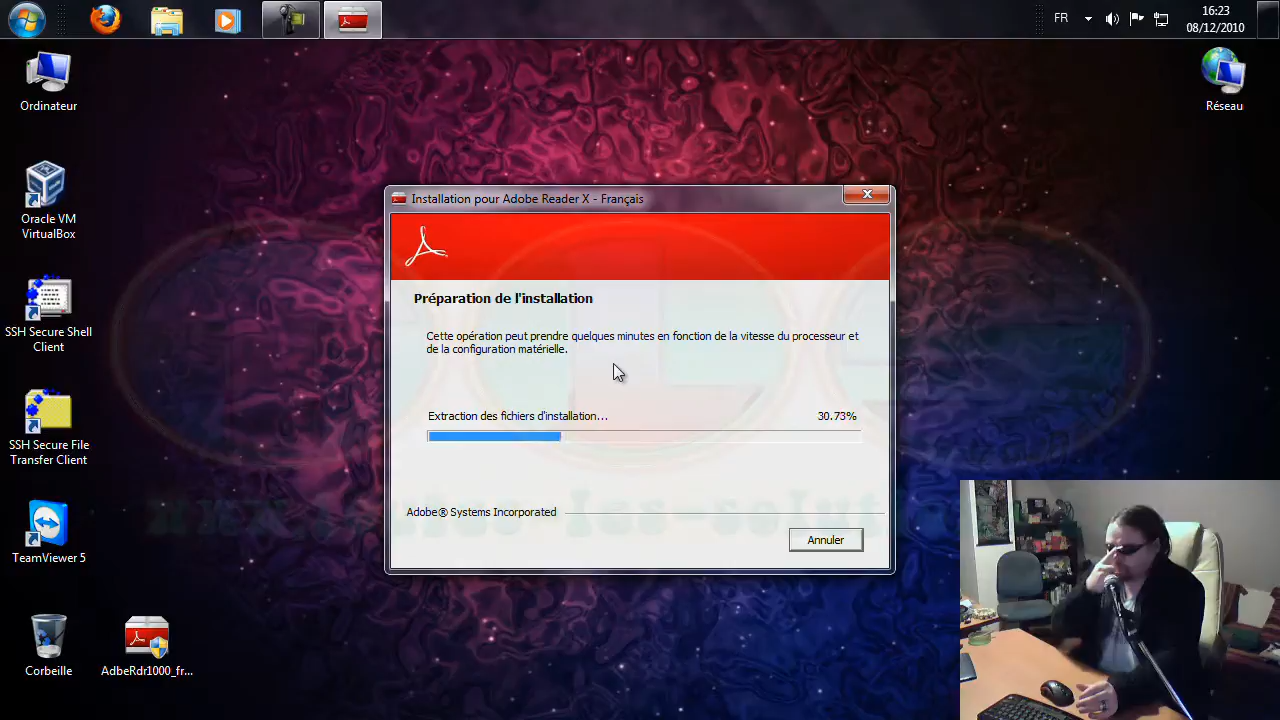 FR
16:23
08/12/2010
Ordinateur
Réseau
Oracle VM
VirtualBox
SSH Secure Shell
Client
SSH Secure File
Transfer Client
TeamViewer 5
Corbeille
AdbeRdr1000_fr...
Installation pour Adobe Reader X - Français
Préparation de l'installation
Cette opération peut prendre quelques minutes en fonction de la vitesse du processeur et
de la configuration matérielle.
Extraction des fichiers d'installation... 30.73%
Adobe® Systems Incorporated
Annuler